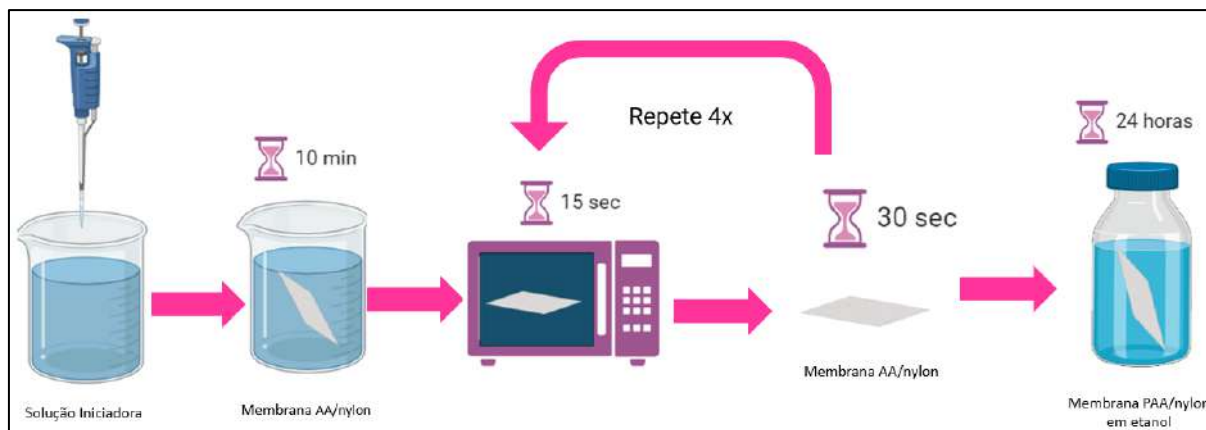 Repete 4x
10 min
15 sec
30 sec
24 horas
Solução Iniciadora
Membrana AA/nylon
Membrana AA/nylon
Membrana PAA/nylon
em etanol